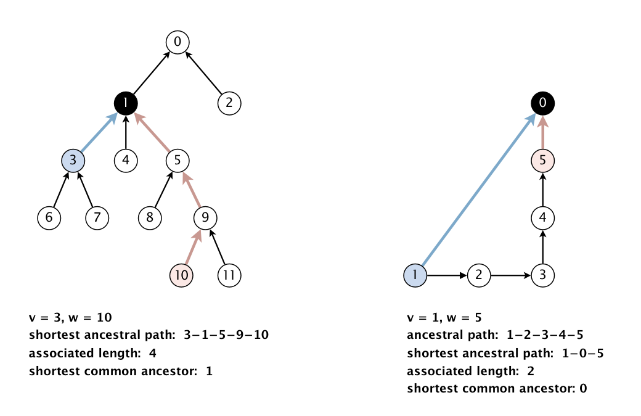 0
1
2
3
4
5
6
7
8
9
10
11
v = 3, w = 10
shortest ancestral path: 3−1−5−9−10
associated length: 4
shortest common ancestor: 1
0
5
4
1
2
3
v = 1, w = 5
ancestral path: 1−2−3−4−5
shortest ancestral path: 1−0−5
associated length: 2
shortest common ancestor: 0